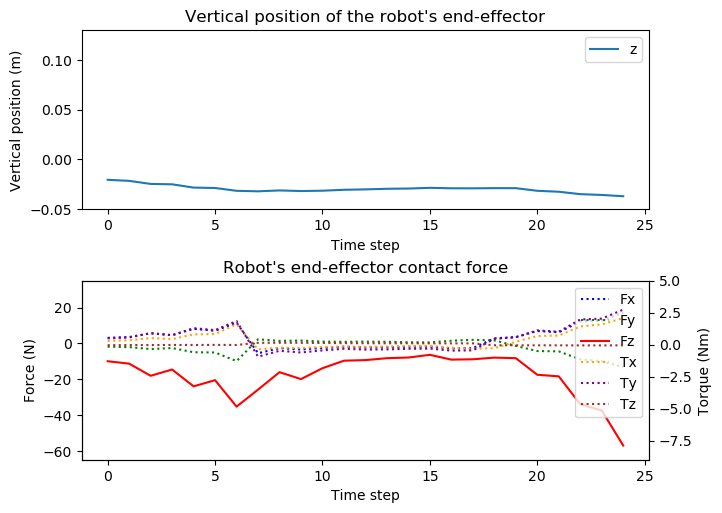 Vertical position of the robot's end-effector
Vertical position (m)
0.10
0.05
0.00
−0.05
z
0 5 10 15 20 25
Time step
Robot's end-effector contact force
Force (N)
20
0
−20
−40
−60
Fx
Fy
Fz
Tx
Ty
Tz
5.0
2.5
0.0
−2.5
−5.0
−7.5
Torque (Nm)
0 5 10 15 20 25
Time step